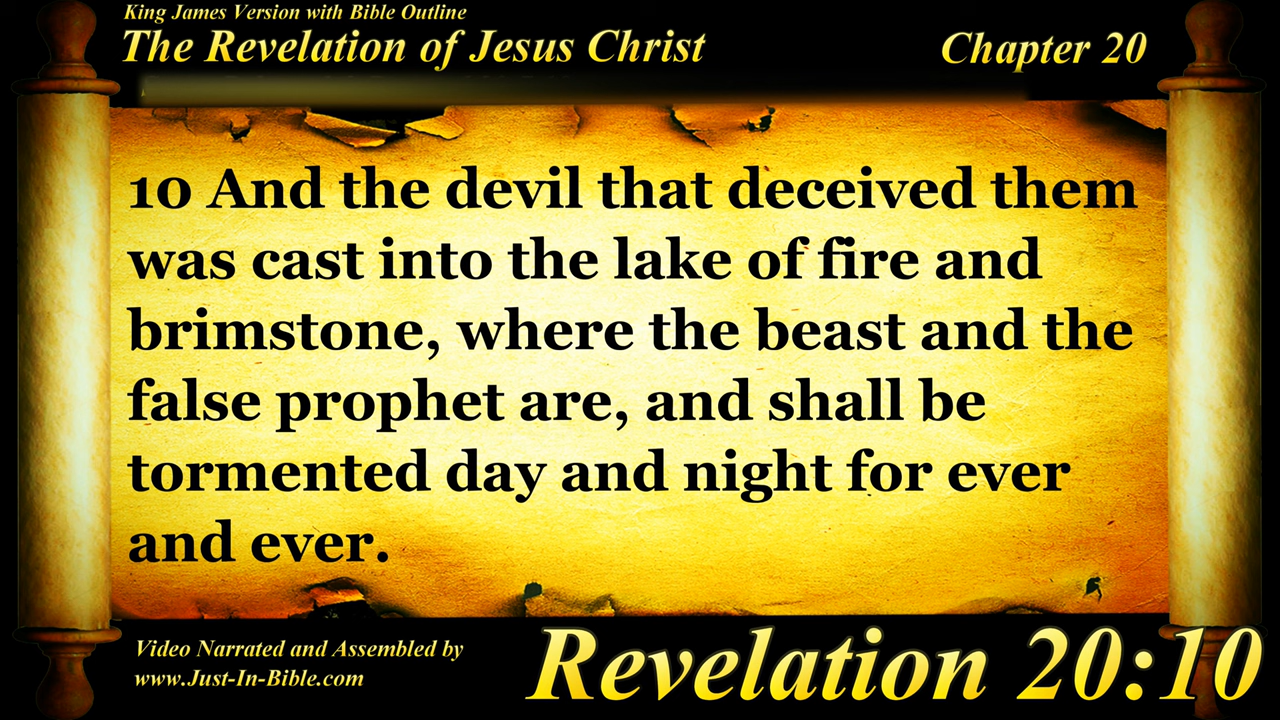 King James Version with Bible Outline
The Revelation of Jesus Christ
Chapter 20
10 And the devil that deceived them
was cast into the lake of fire and
brimstone, where the beast and the
false prophet are, and shall be
tormented day and night for ever
and ever.
Video Narrated and Assembled by
www.Just-In-Bible.com
Revelation 20:10